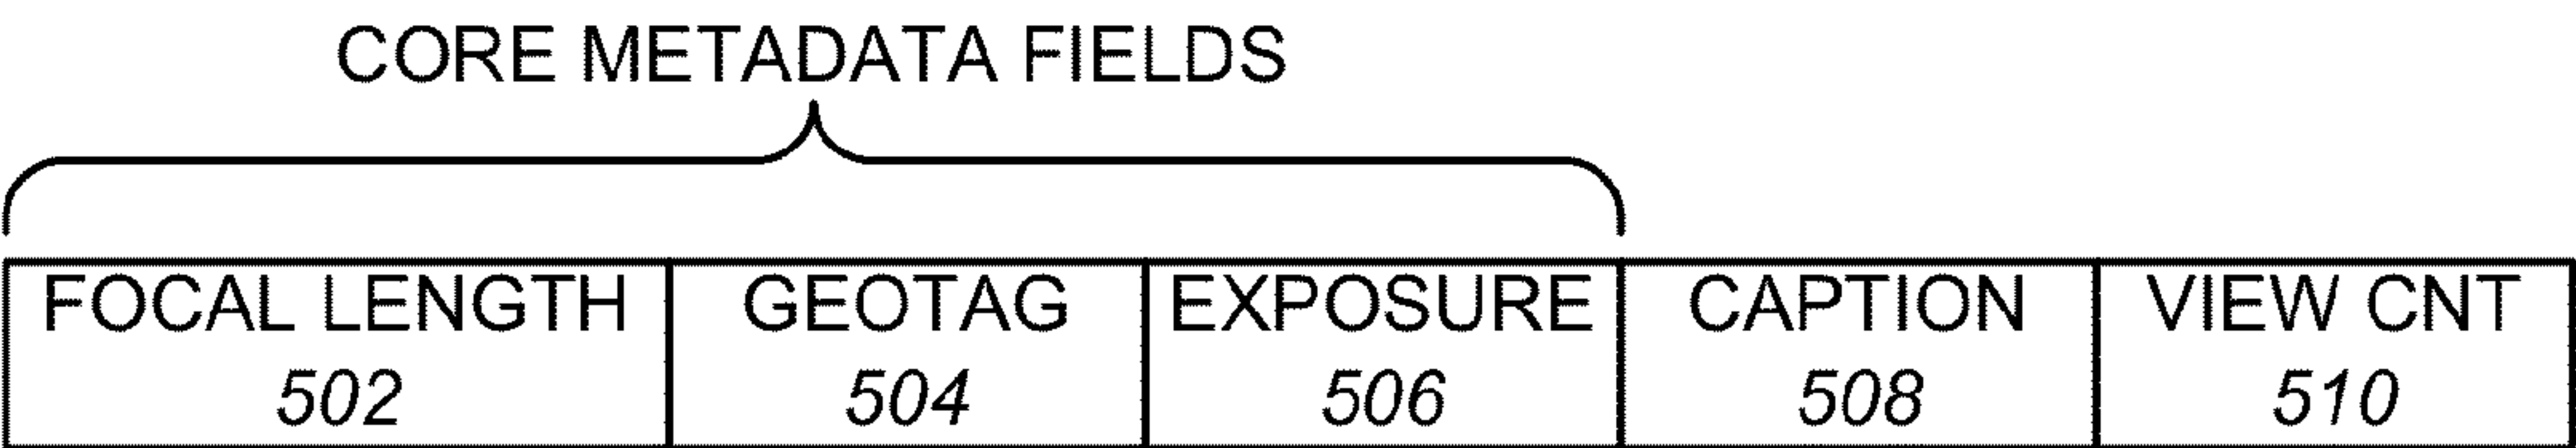 CORE METADATA FIELDS
FOCAL LENGTH GEOTAG EXPOSURE CAPTION VIEW CNT
502 504 506 508 510